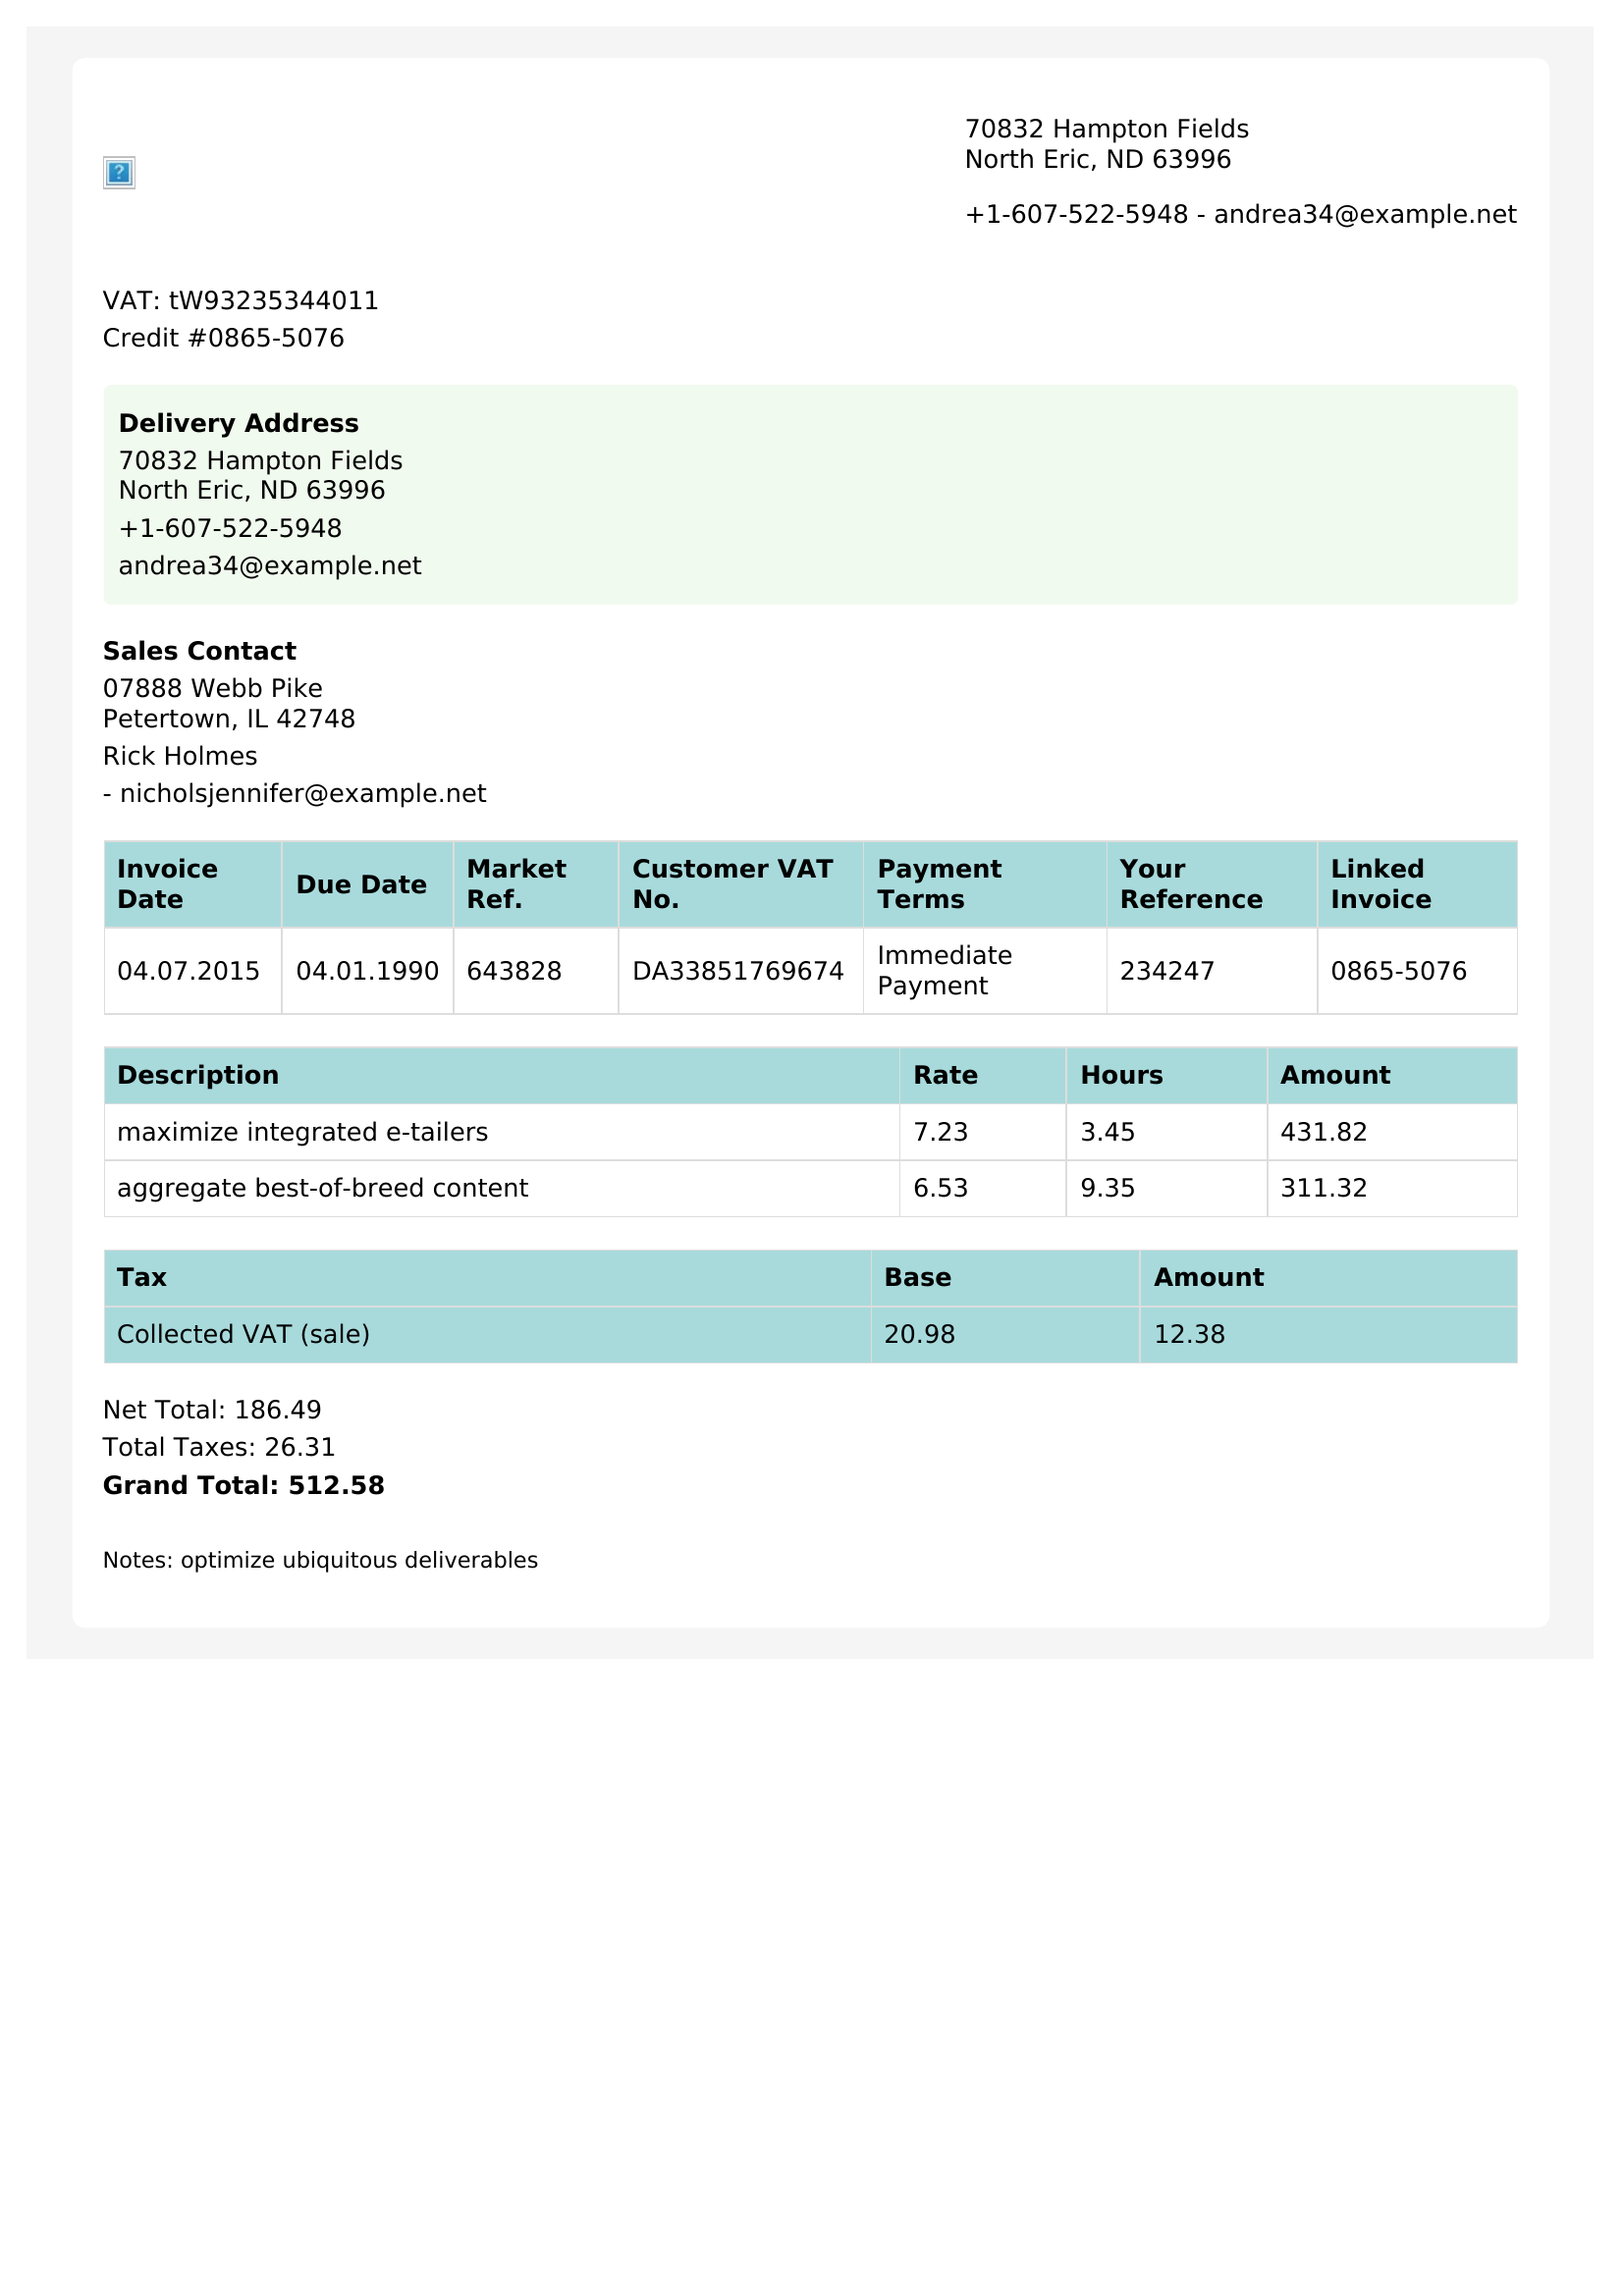 70832 Hampton Fields
North Eric, ND 63996
+1-607-522-5948 - andrea34@example.net
VAT: tW93235344011
Credit #0865-5076
Delivery Address
70832 Hampton Fields
North Eric, ND 63996
+1-607-522-5948
andrea34@example.net
Sales Contact
07888 Webb Pike
Petertown, IL 42748
Rick Holmes
- nicholsjennifer@example.net
Invoice Date Due Date Market Ref. Customer VAT No. Payment Terms Your Reference Linked Invoice
04.07.2015 04.01.1990 643828 DA33851769674 Immediate Payment 234247 0865-5076
Description Rate Hours Amount
maximize integrated e-tailers 7.23 3.45 431.82
aggregate best-of-breed content 6.53 9.35 311.32
Tax Base Amount
Collected VAT (sale) 20.98 12.38
Net Total: 186.49
Total Taxes: 26.31
Grand Total: 512.58
Notes: optimize ubiquitous deliverables